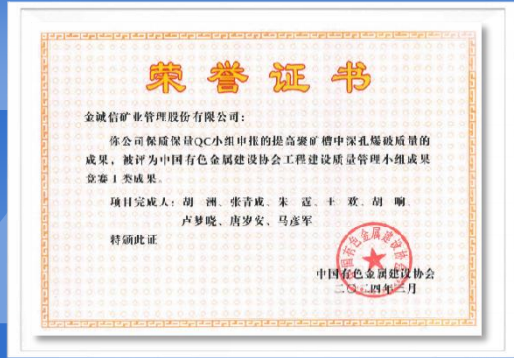 荣誉证书
金诚信矿业管理股份有限公司：
你公司保质保量QC小组申报的提高聚矿槽中深孔爆破质量的
成果，被评为中国有色金属建设协会工程建设质量管理小组成果
竞赛Ⅰ类成果。
项目完成人：胡 洲、张青成、朱 霆、王 欢、胡 晌、
卢梦晓、唐岁安、马彦军
特颁此证
中国有色金属建设协会
二〇二四年二月